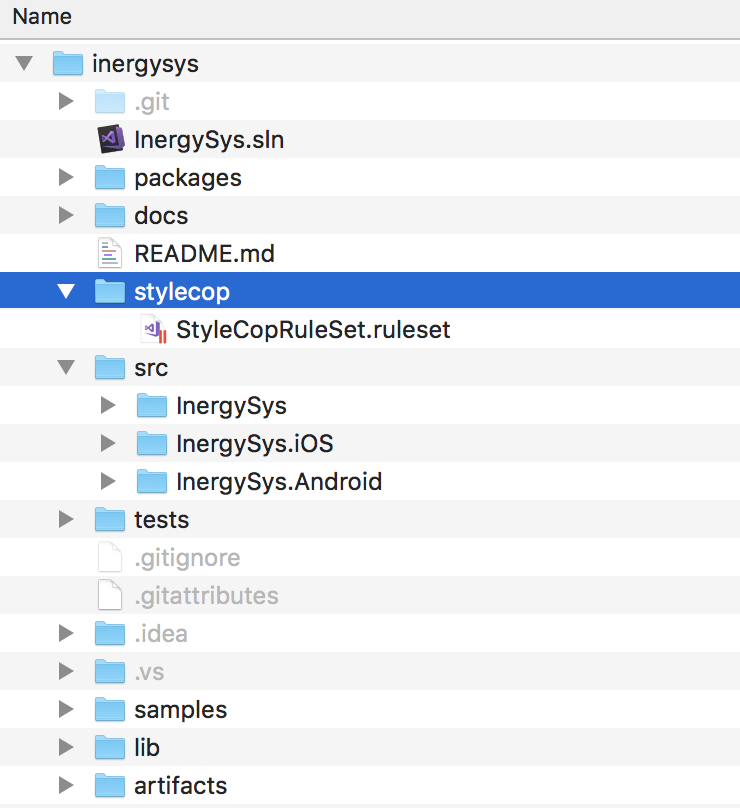 Name
inergysys
.git
InergySys.sln
packages
docs
README.md
stylecop
StyleCopRuleSet.ruleset
src
InergySys
InergySys.iOS
InergySys.Android
tests
.gitignore
.gitattributes
.idea
.vs
samples
lib
artifacts